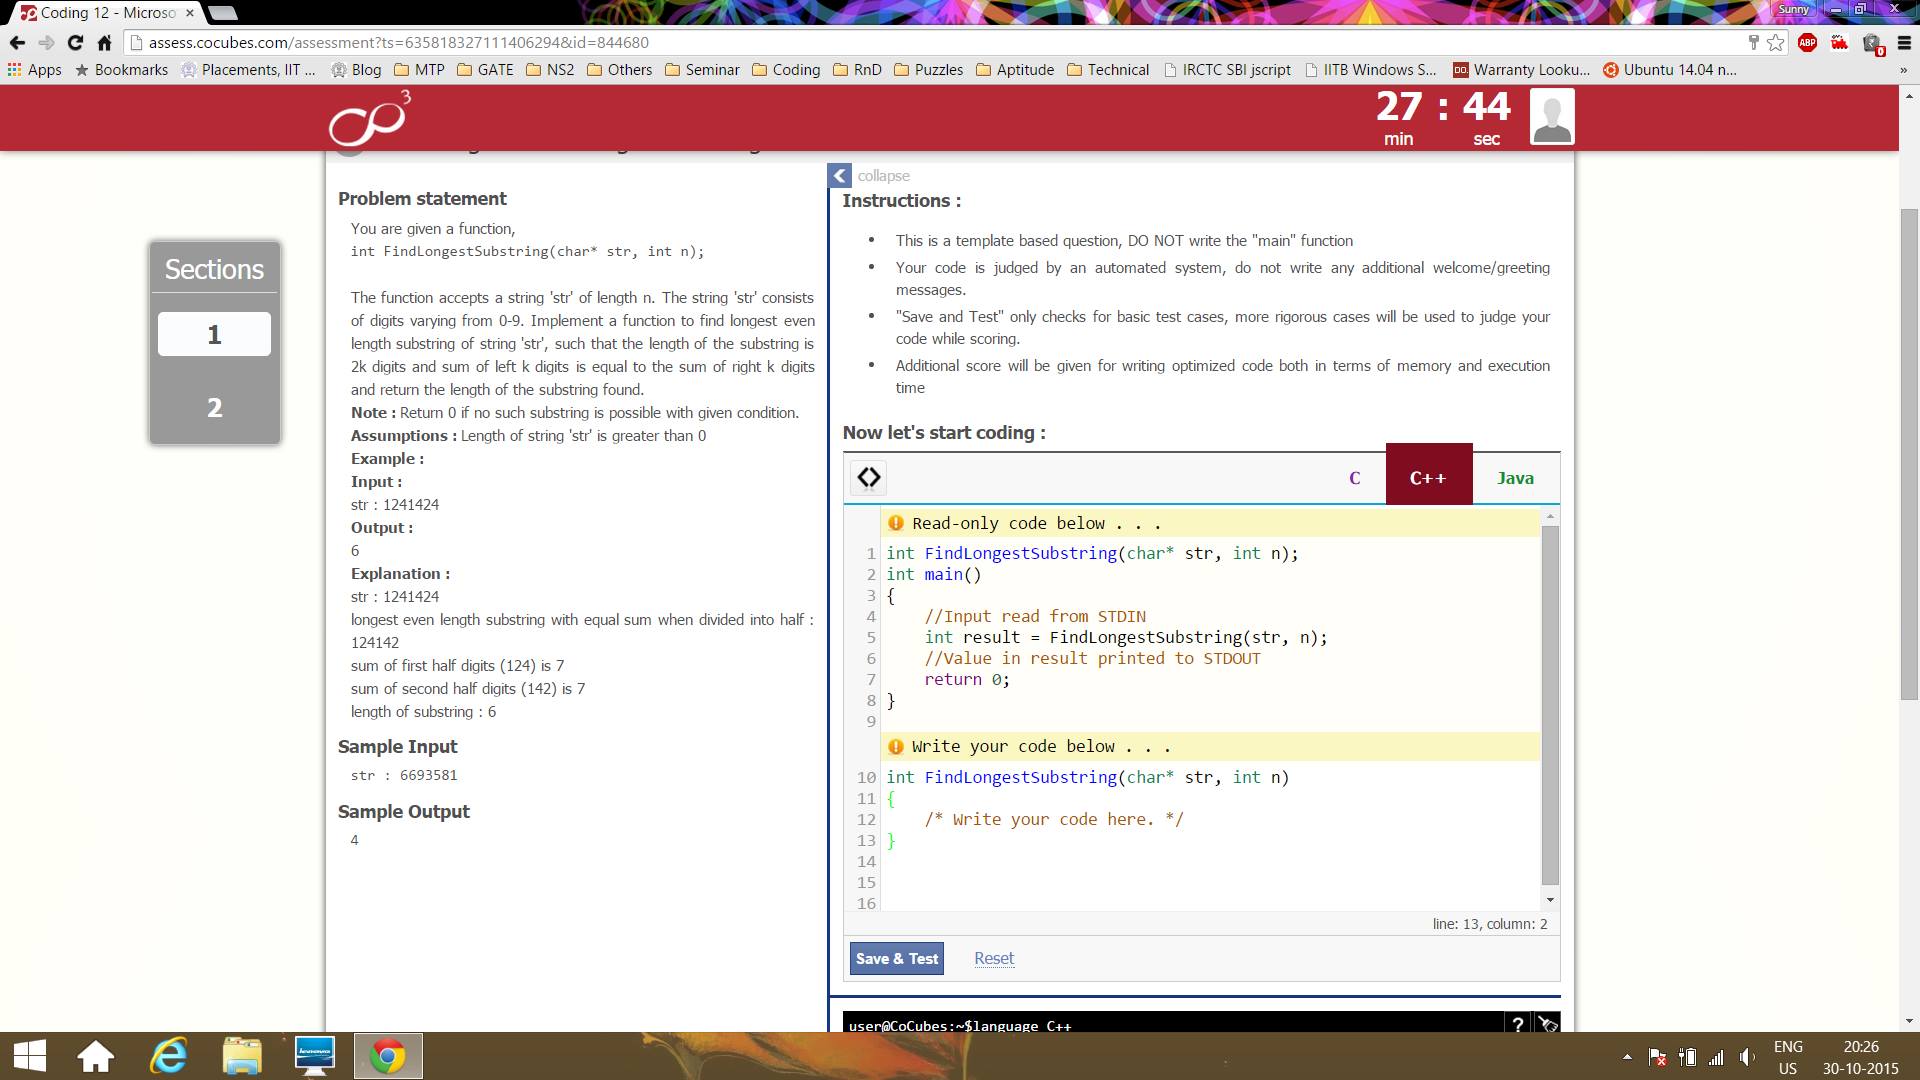 Coding 12 - Microso
Sunny
assess.cocubes.com/assessment?ts=635818327111406294&id=844680
ABP
0
Apps Bookmarks Placements, IIT ... Blog MTP GATE NS2 Others Seminar Coding RnD Puzzles Aptitude Technical IRCTC SBI jscript IITB Windows S... Warranty Looku... Ubuntu 14.04 n... »
3
27 : 44
min sec
Sections
1
2
Problem statement
You are given a function,
int FindLongestSubstring(char* str, int n);
The function accepts a string 'str' of length n. The string 'str' consists
of digits varying from 0-9. Implement a function to find longest even
length substring of string 'str', such that the length of the substring is
2k digits and sum of left k digits is equal to the sum of right k digits
and return the length of the substring found.
Note : Return 0 if no such substring is possible with given condition.
Assumptions : Length of string 'str' is greater than 0
Example :
Input :
str : 1241424
Output :
6
Explanation :
str : 1241424
longest even length substring with equal sum when divided into half :
124142
sum of first half digits (124) is 7
sum of second half digits (142) is 7
length of substring : 6
Sample Input
str : 6693581
Sample Output
4
collapse
Instructions :
• This is a template based question, DO NOT write the "main" function
• Your code is judged by an automated system, do not write any additional welcome/greeting
messages.
• "Save and Test" only checks for basic test cases, more rigorous cases will be used to judge your
code while scoring.
• Additional score will be given for writing optimized code both in terms of memory and execution
time
Now let's start coding :
C C++ Java
Read-only code below . . .
1 int FindLongestSubstring(char* str, int n);
2 int main()
3 {
4 //Input read from STDIN
5 int result = FindLongestSubstring(str, n);
6 //Value in result printed to STDOUT
7 return 0;
8 }
9
Write your code below . . .
10 int FindLongestSubstring(char* str, int n)
11 {
12 /* Write your code here. */
13 }
14
15
16
line: 13, column: 2
Save & Test Reset
user@CoCubes:~$language C++ ?
ENG
US
20:26
30-10-2015